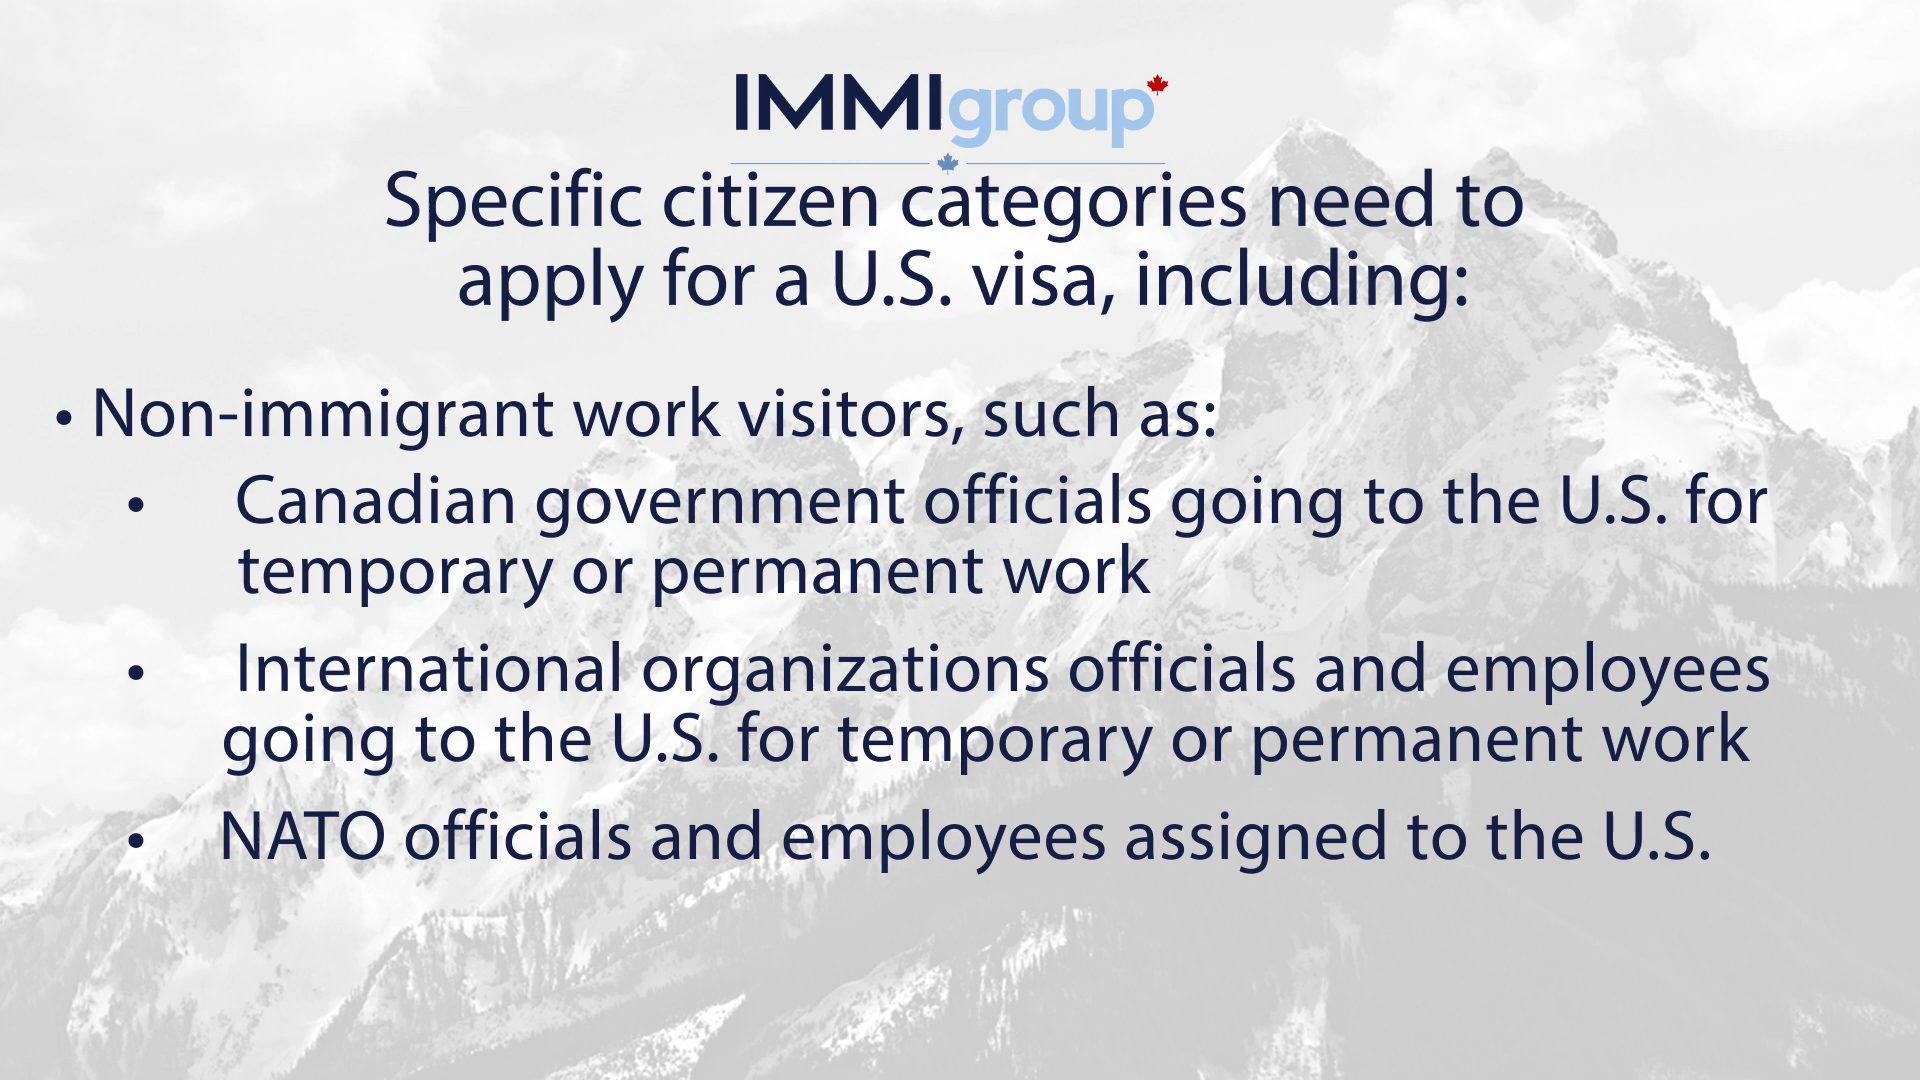 IMMIgroup
Specific citizen categories need to
apply for a U.S. visa, including:
• Non-immigrant work visitors, such as:
• Canadian government officials going to the U.S. for
temporary or permanent work
• International organizations officials and employees
going to the U.S. for temporary or permanent work
• NATO officials and employees assigned to the U.S.